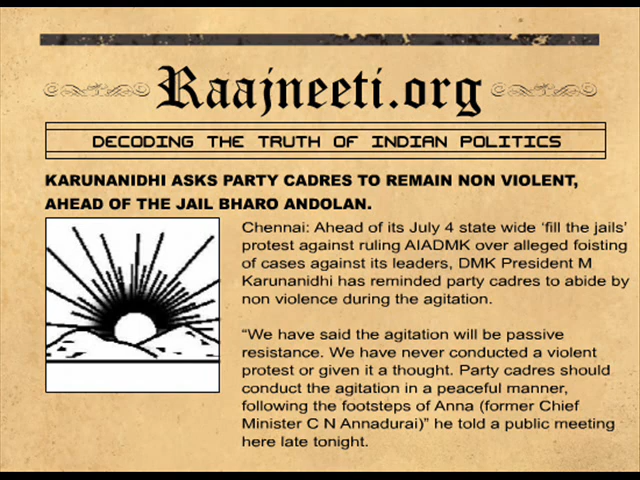 Raajneeti.org
DECODING THE TRUTH OF INDIAN POLITICS
KARUNANIDHI ASKS PARTY CADRES TO REMAIN NON VIOLENT,
AHEAD OF THE JAIL BHARO ANDOLAN.
Chennai: Ahead of its July 4 state wide ‘fill the jails’
protest against ruling AIADMK over alleged foisting
of cases against its leaders, DMK President M
Karunanidhi has reminded party cadres to abide by
non violence during the agitation.
“We have said the agitation will be passive
resistance. We have never conducted a violent
protest or given it a thought. Party cadres should
conduct the agitation in a peaceful manner,
following the footsteps of Anna (former Chief
Minister C N Annadurai)” he told a public meeting
here late tonight.